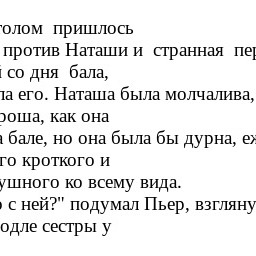 толом пришлось
против Наташи и странная пер
со дня бала,
ла его. Наташа была молчалива,
роша, как она
бале, но она была бы дурна, еж
го кроткого и
ушного ко всему вида.
с ней?" подумал Пьер, взгляну
одле сестры у